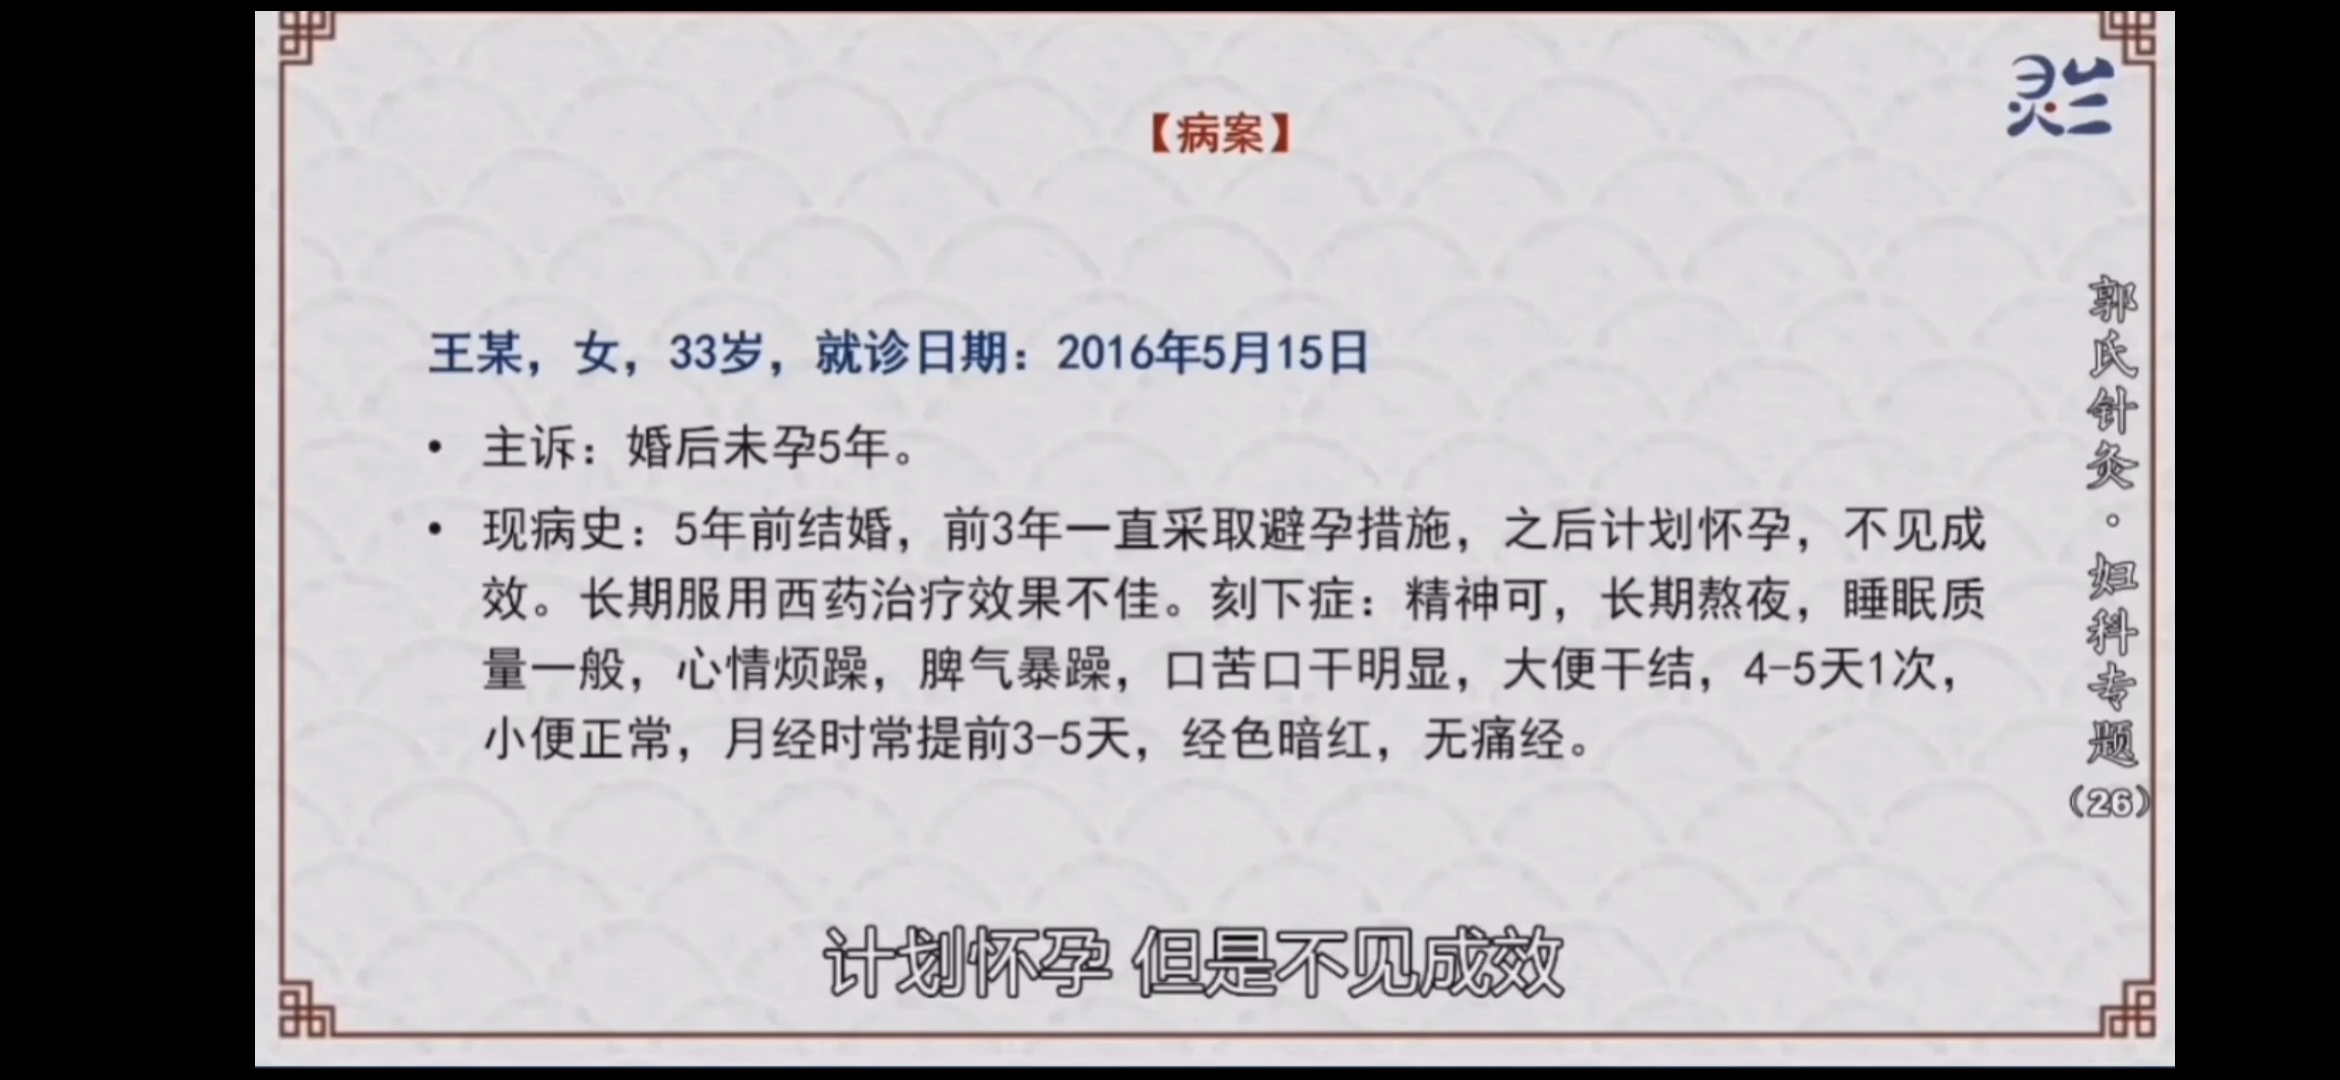 【病案】
灵兰
王某，女，33岁，就诊日期：2016年5月15日
• 主诉：婚后未孕5年。
• 现病史：5年前结婚，前3年一直采取避孕措施，之后计划怀孕，不见成
效。长期服用西药治疗效果不佳。刻下症：精神可，长期熬夜，睡眠质
量一般，心情烦躁，脾气暴躁，口苦口干明显，大便干结，4-5天1次，
小便正常，月经时常提前3-5天，经色暗红，无痛经。
郭氏针灸·妇科专题（26）
计划怀孕 但是不见成效